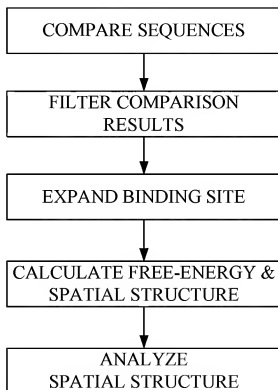 COMPARE SEQUENCES
FILTER COMPARISON
RESULTS
EXPAND BINDING SITE
CALCULATE FREE-ENERGY &
SPATIAL STRUCTURE
ANALYZE
SPATIAL STRUCTURE